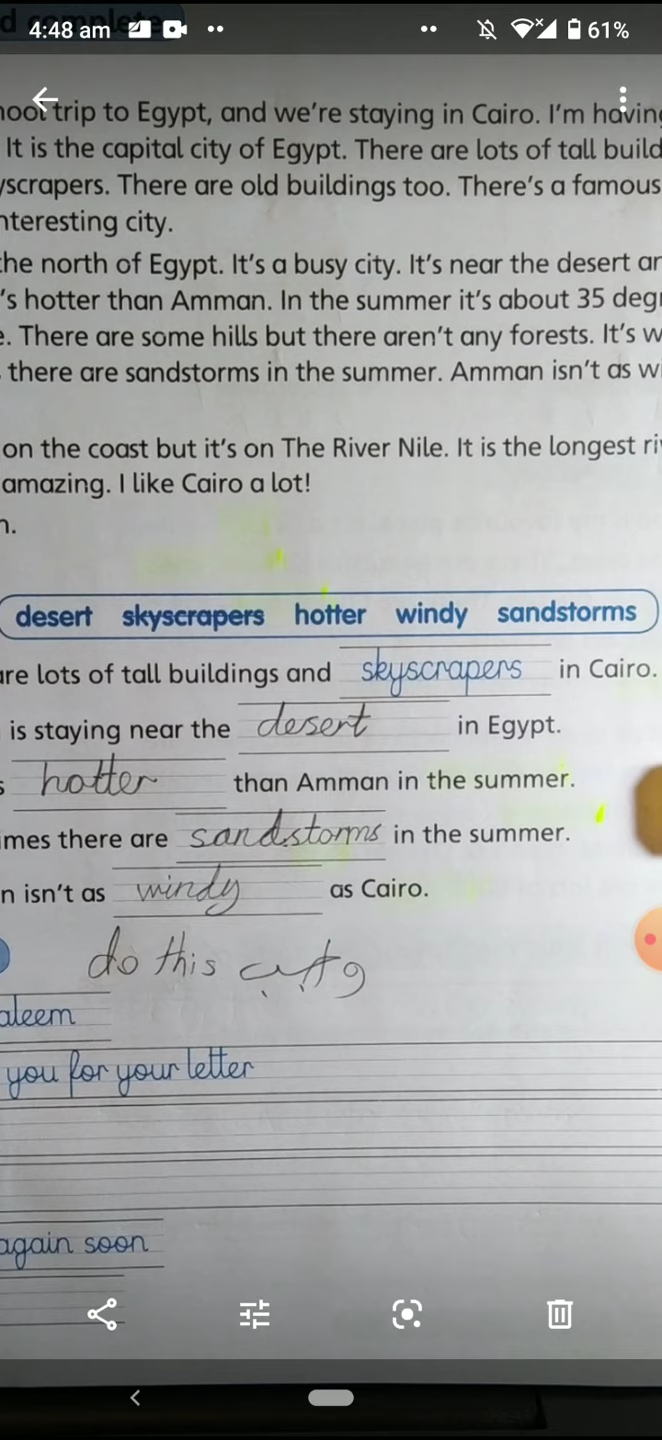 d complete
4:48 am 61%
hool trip to Egypt, and we're staying in Cairo. I'm having
It is the capital city of Egypt. There are lots of tall build
yscrapers. There are old buildings too. There's a famous
nteresting city.
the north of Egypt. It's a busy city. It's near the desert an
's hotter than Amman. In the summer it's about 35 degr
e. There are some hills but there aren't any forests. It's w
there are sandstorms in the summer. Amman isn't as wi
on the coast but it's on The River Nile. It is the longest riv
amazing. I like Cairo a lot!
n.
desert skyscrapers hotter windy sandstorms
are lots of tall buildings and skyscrapers in Cairo.
is staying near the desert in Egypt.
s hotter than Amman in the summer.
imes there are sandstorms in the summer.
n isn't as windy as Cairo.
do this واجب
aleem
you for your letter
again soon